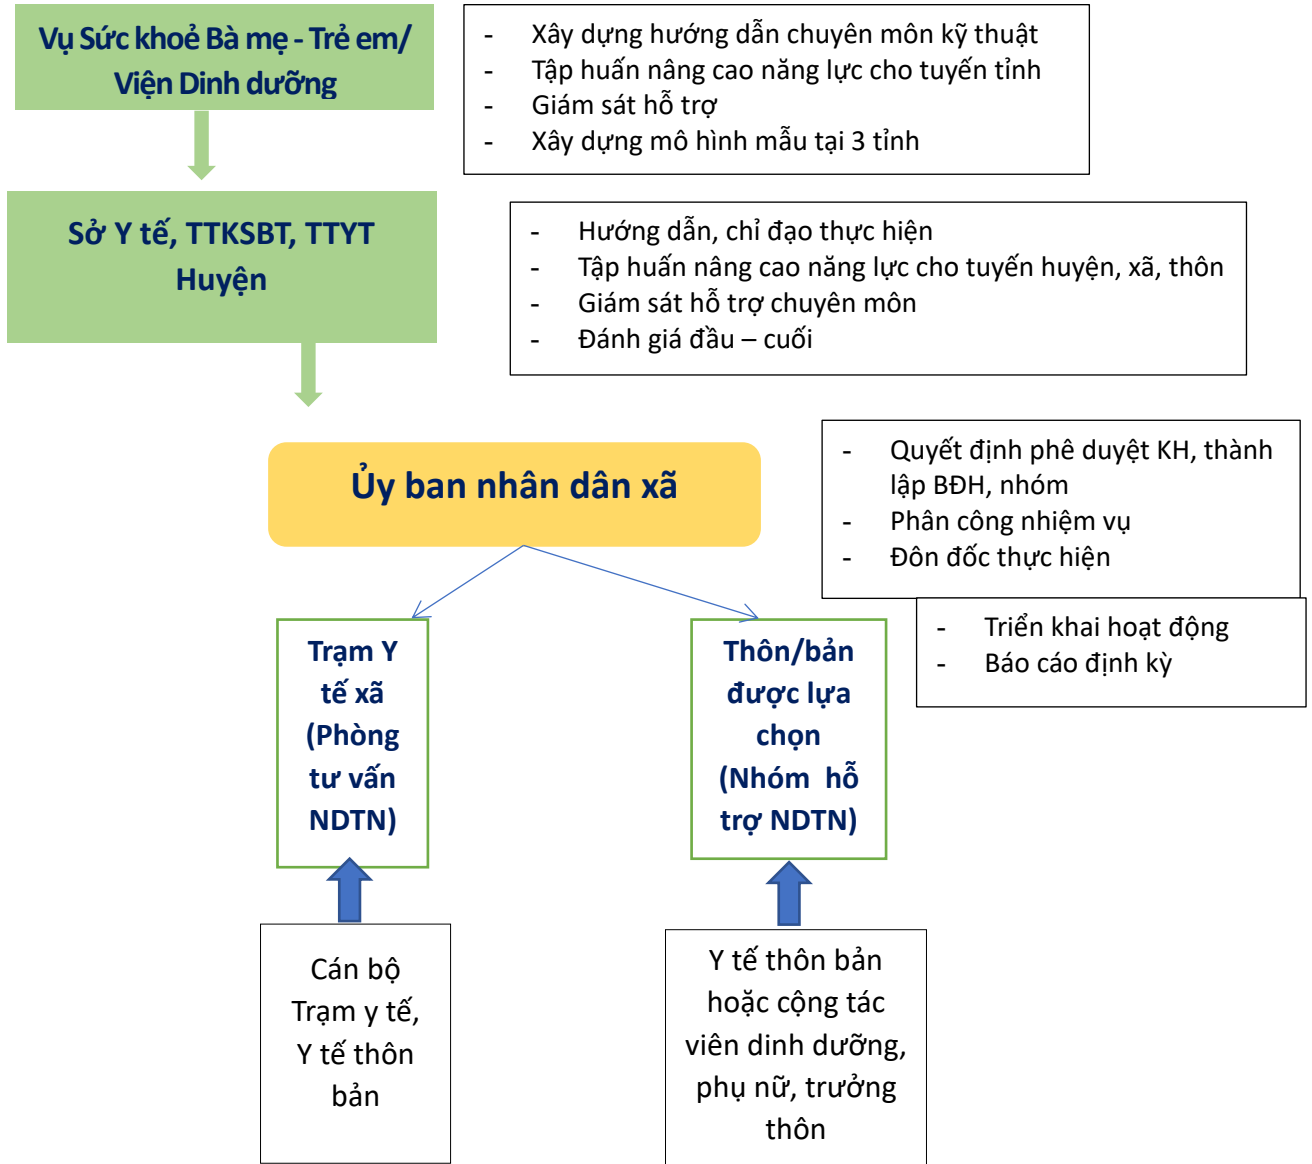 Vụ Sức khoẻ Bà mẹ - Trẻ em/
Viện Dinh dưỡng
- Xây dựng hướng dẫn chuyên môn kỹ thuật
- Tập huấn nâng cao năng lực cho tuyến tỉnh
- Giám sát hỗ trợ
- Xây dựng mô hình mẫu tại 3 tỉnh
Sở Y tế, TTKSBT, TTYT
Huyện
- Hướng dẫn, chỉ đạo thực hiện
- Tập huấn nâng cao năng lực cho tuyến huyện, xã, thôn
- Giám sát hỗ trợ chuyên môn
- Đánh giá đầu – cuối
Ủy ban nhân dân xã
- Quyết định phê duyệt KH, thành
lập BĐH, nhóm
- Phân công nhiệm vụ
- Đôn đốc thực hiện
- Triển khai hoạt động
- Báo cáo định kỳ
Trạm Y
tế xã
(Phòng
tư vấn
NDTN)
Thôn/bản
được lựa
chọn
(Nhóm hỗ
trợ NDTN)
Cán bộ
Trạm y tế,
Y tế thôn
bản
Y tế thôn bản
hoặc cộng tác
viên dinh dưỡng,
phụ nữ, trưởng
thôn